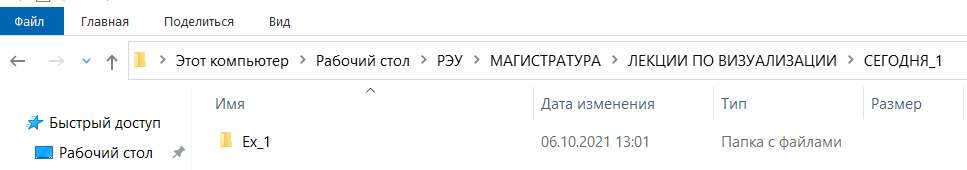 Файл Главная Поделиться Вид
Этот компьютер Рабочий стол РЭУ МАГИСТРАТУРА ЛЕКЦИИ ПО ВИЗУАЛИЗАЦИИ СЕГОДНЯ_1
Имя Дата изменения Тип Размер
Быстрый доступ
Ex_1 06.10.2021 13:01 Папка с файлами
Рабочий стол